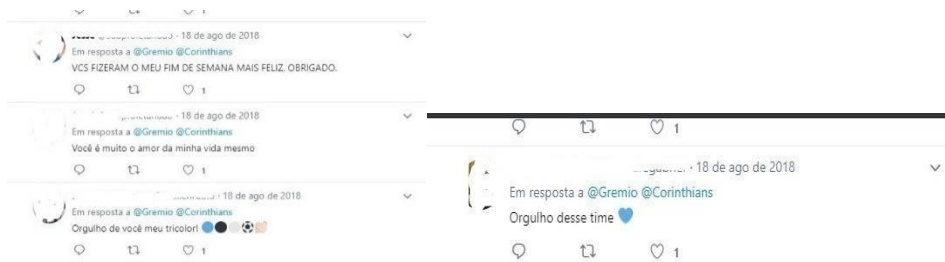 1
18 de ago de 2018
Em resposta a @Gremio @Corinthians
VCS FIZERAM O MEU FIM DE SEMANA MAIS FELIZ. OBRIGADO.
1
18 de ago de 2018
Em resposta a @Gremio @Corinthians
Você é muito o amor da minha vida mesmo
1
18 de ago de 2018
Em resposta a @Gremio @Corinthians
Orgulho de você meu tricolor!
1
1
18 de ago de 2018
Em resposta a @Gremio @Corinthians
Orgulho desse time
1